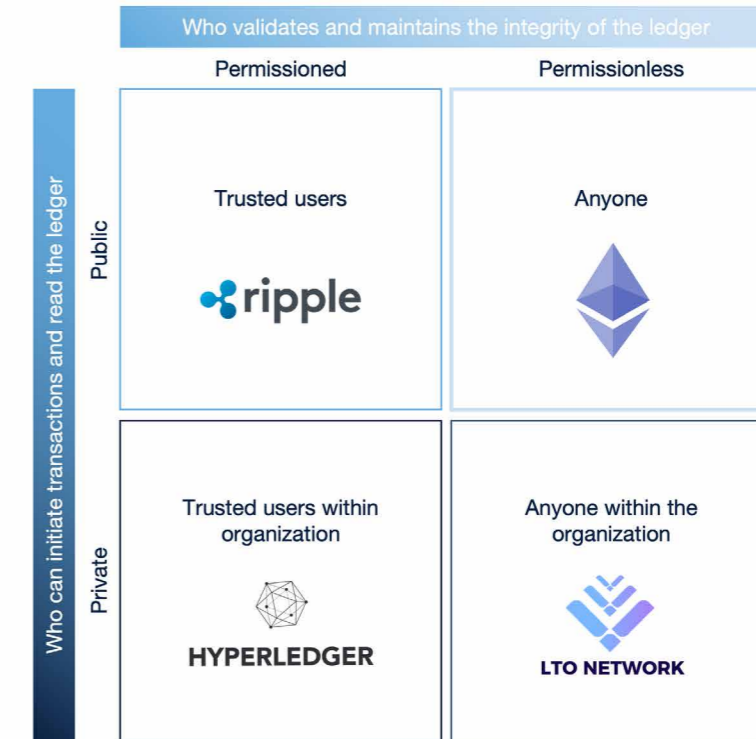 Who validates and maintains the integrity of the ledger
Permissioned
Permissionless
Who can initiate transactions and read the ledger
Public
Trusted users
ripple
Anyone
Private
Trusted users within
organization
HYPERLEDGER
Anyone within the
organization
LTO NETWORK